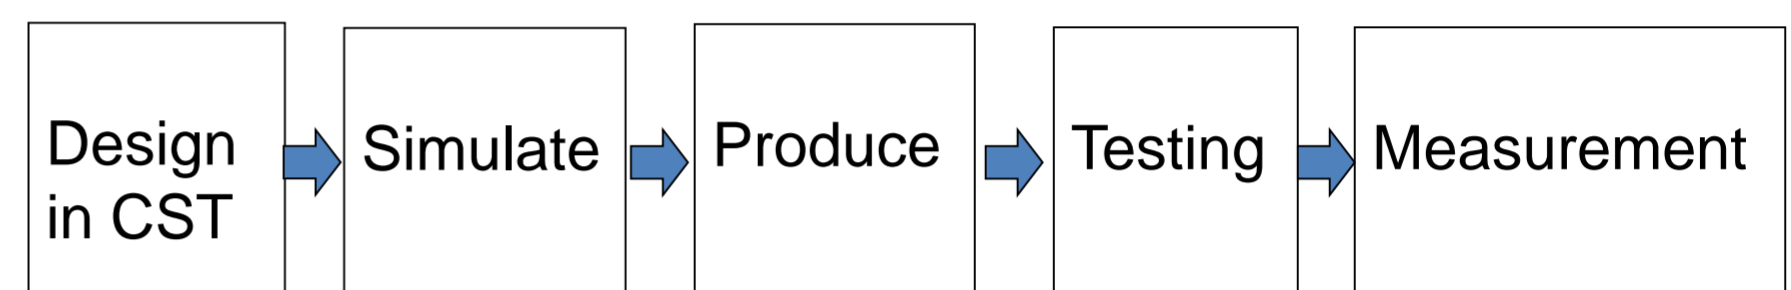 Design
in CST
Simulate
Produce
Testing
Measurement